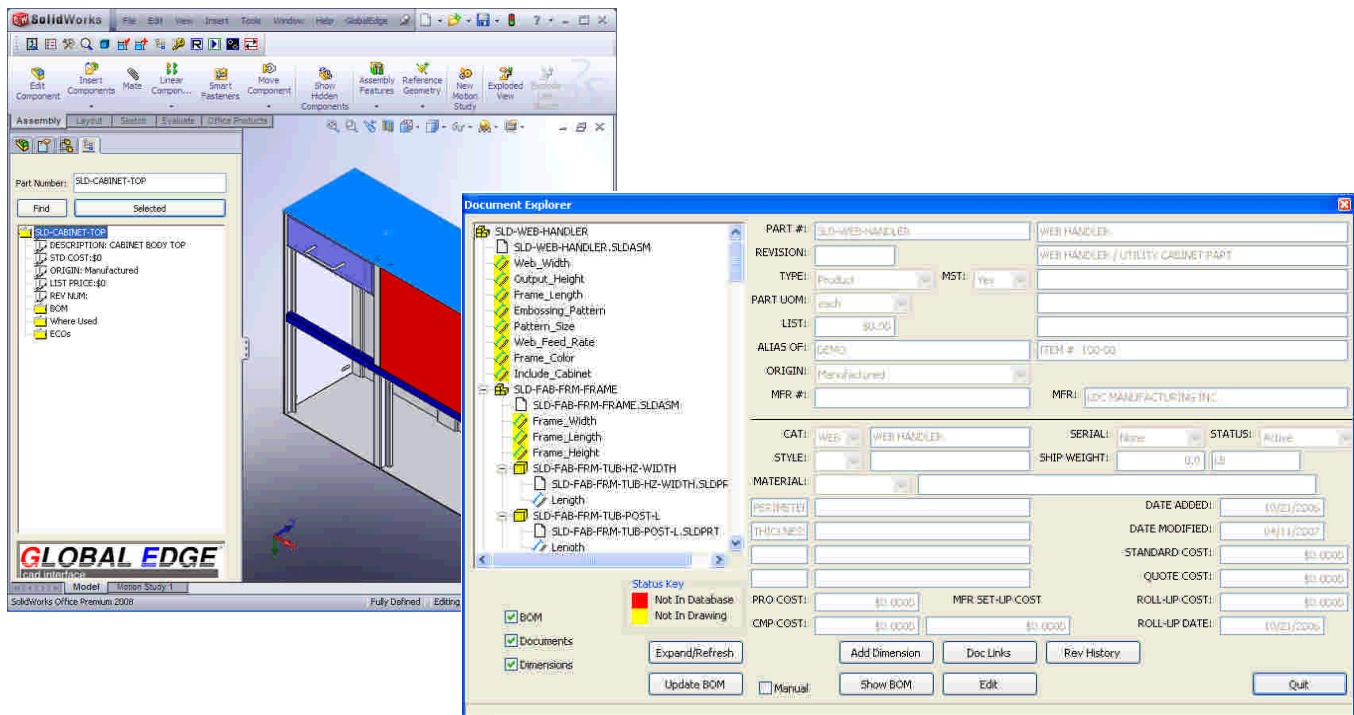 SolidWorks File Edit View Insert Tools Window Help GlobalEdge
Edit Component
Insert Components
Mate
Linear Compon...
Smart Fasteners
Move Component
Show Hidden Components
Assembly Features
Reference Geometry
New Motion Study
Exploded View
Explode Line Sketch
Assembly Layout Sketch Evaluate Office Products
Part Number: SLD-CABINET-TOP
Find Selected
SLD-CABINET-TOP
DESCRIPTION: CABINET BODY TOP
STD COST:$0
ORIGIN: Manufactured
LIST PRICE:$0
REV NUM:
BOM
Where Used
ECOs
GLOBAL EDGE
cad interface
Model Motion Study 1
SolidWorks Office Premium 2008 Fully Defined Editing
Document Explorer
SLD-WEB-HANDLER
SLD-WEB-HANDLER.SLDASM
Web_Width
Output_Height
Frame_Length
Embossing_Pattern
Pattern_Size
Web_Feed_Rate
Frame_Color
Include_Cabinet
SLD-FAB-FRM-FRAME
SLD-FAB-FRM-FRAME.SLDASM
Frame_Width
Frame_Length
Frame_Height
SLD-FAB-FRM-TUB-HZ-WIDTH
SLD-FAB-FRM-TUB-HZ-WIDTH.SLDPF
Length
SLD-FAB-FRM-TUB-POST-L
SLD-FAB-FRM-TUB-POST-L.SLDPRT
Length
Status Key
Not In Database
Not In Drawing
BOM
Documents
Dimensions
Expand/Refresh
Update BOM
PART #: SLD-WEB-HANDLER WEB HANDLER
REVISION: WEB HANDLER / UTILITY CABINET PART
TYPE: Product MST: Yes
PART UOM: each
LIST: $0.00
ALIAS OF: DEMO ITEM # 100-00
ORIGIN: Manufactured
MFR #: MFR: LDC MANUFACTURING INC.
CAT: WEB WEB HANDLER SERIAL: None STATUS: Active
STYLE: SHIP WEIGHT: 0.0 LB
MATERIAL:
PERIMETER DATE ADDED: 10/21/2006
THICKNES: DATE MODIFIED: 04/11/2007
STANDARD COST: $0.0000
QUOTE COST: $0.0000
PRO COST: $0.0000 MFR SET-UP COST ROLL-UP COST: $0.0000
CMP COST: $0.0000 $0.0000 ROLL-UP DATE: 10/21/2006
Add Dimension Doc Links Rev History
Manual Show BOM Edit Quit